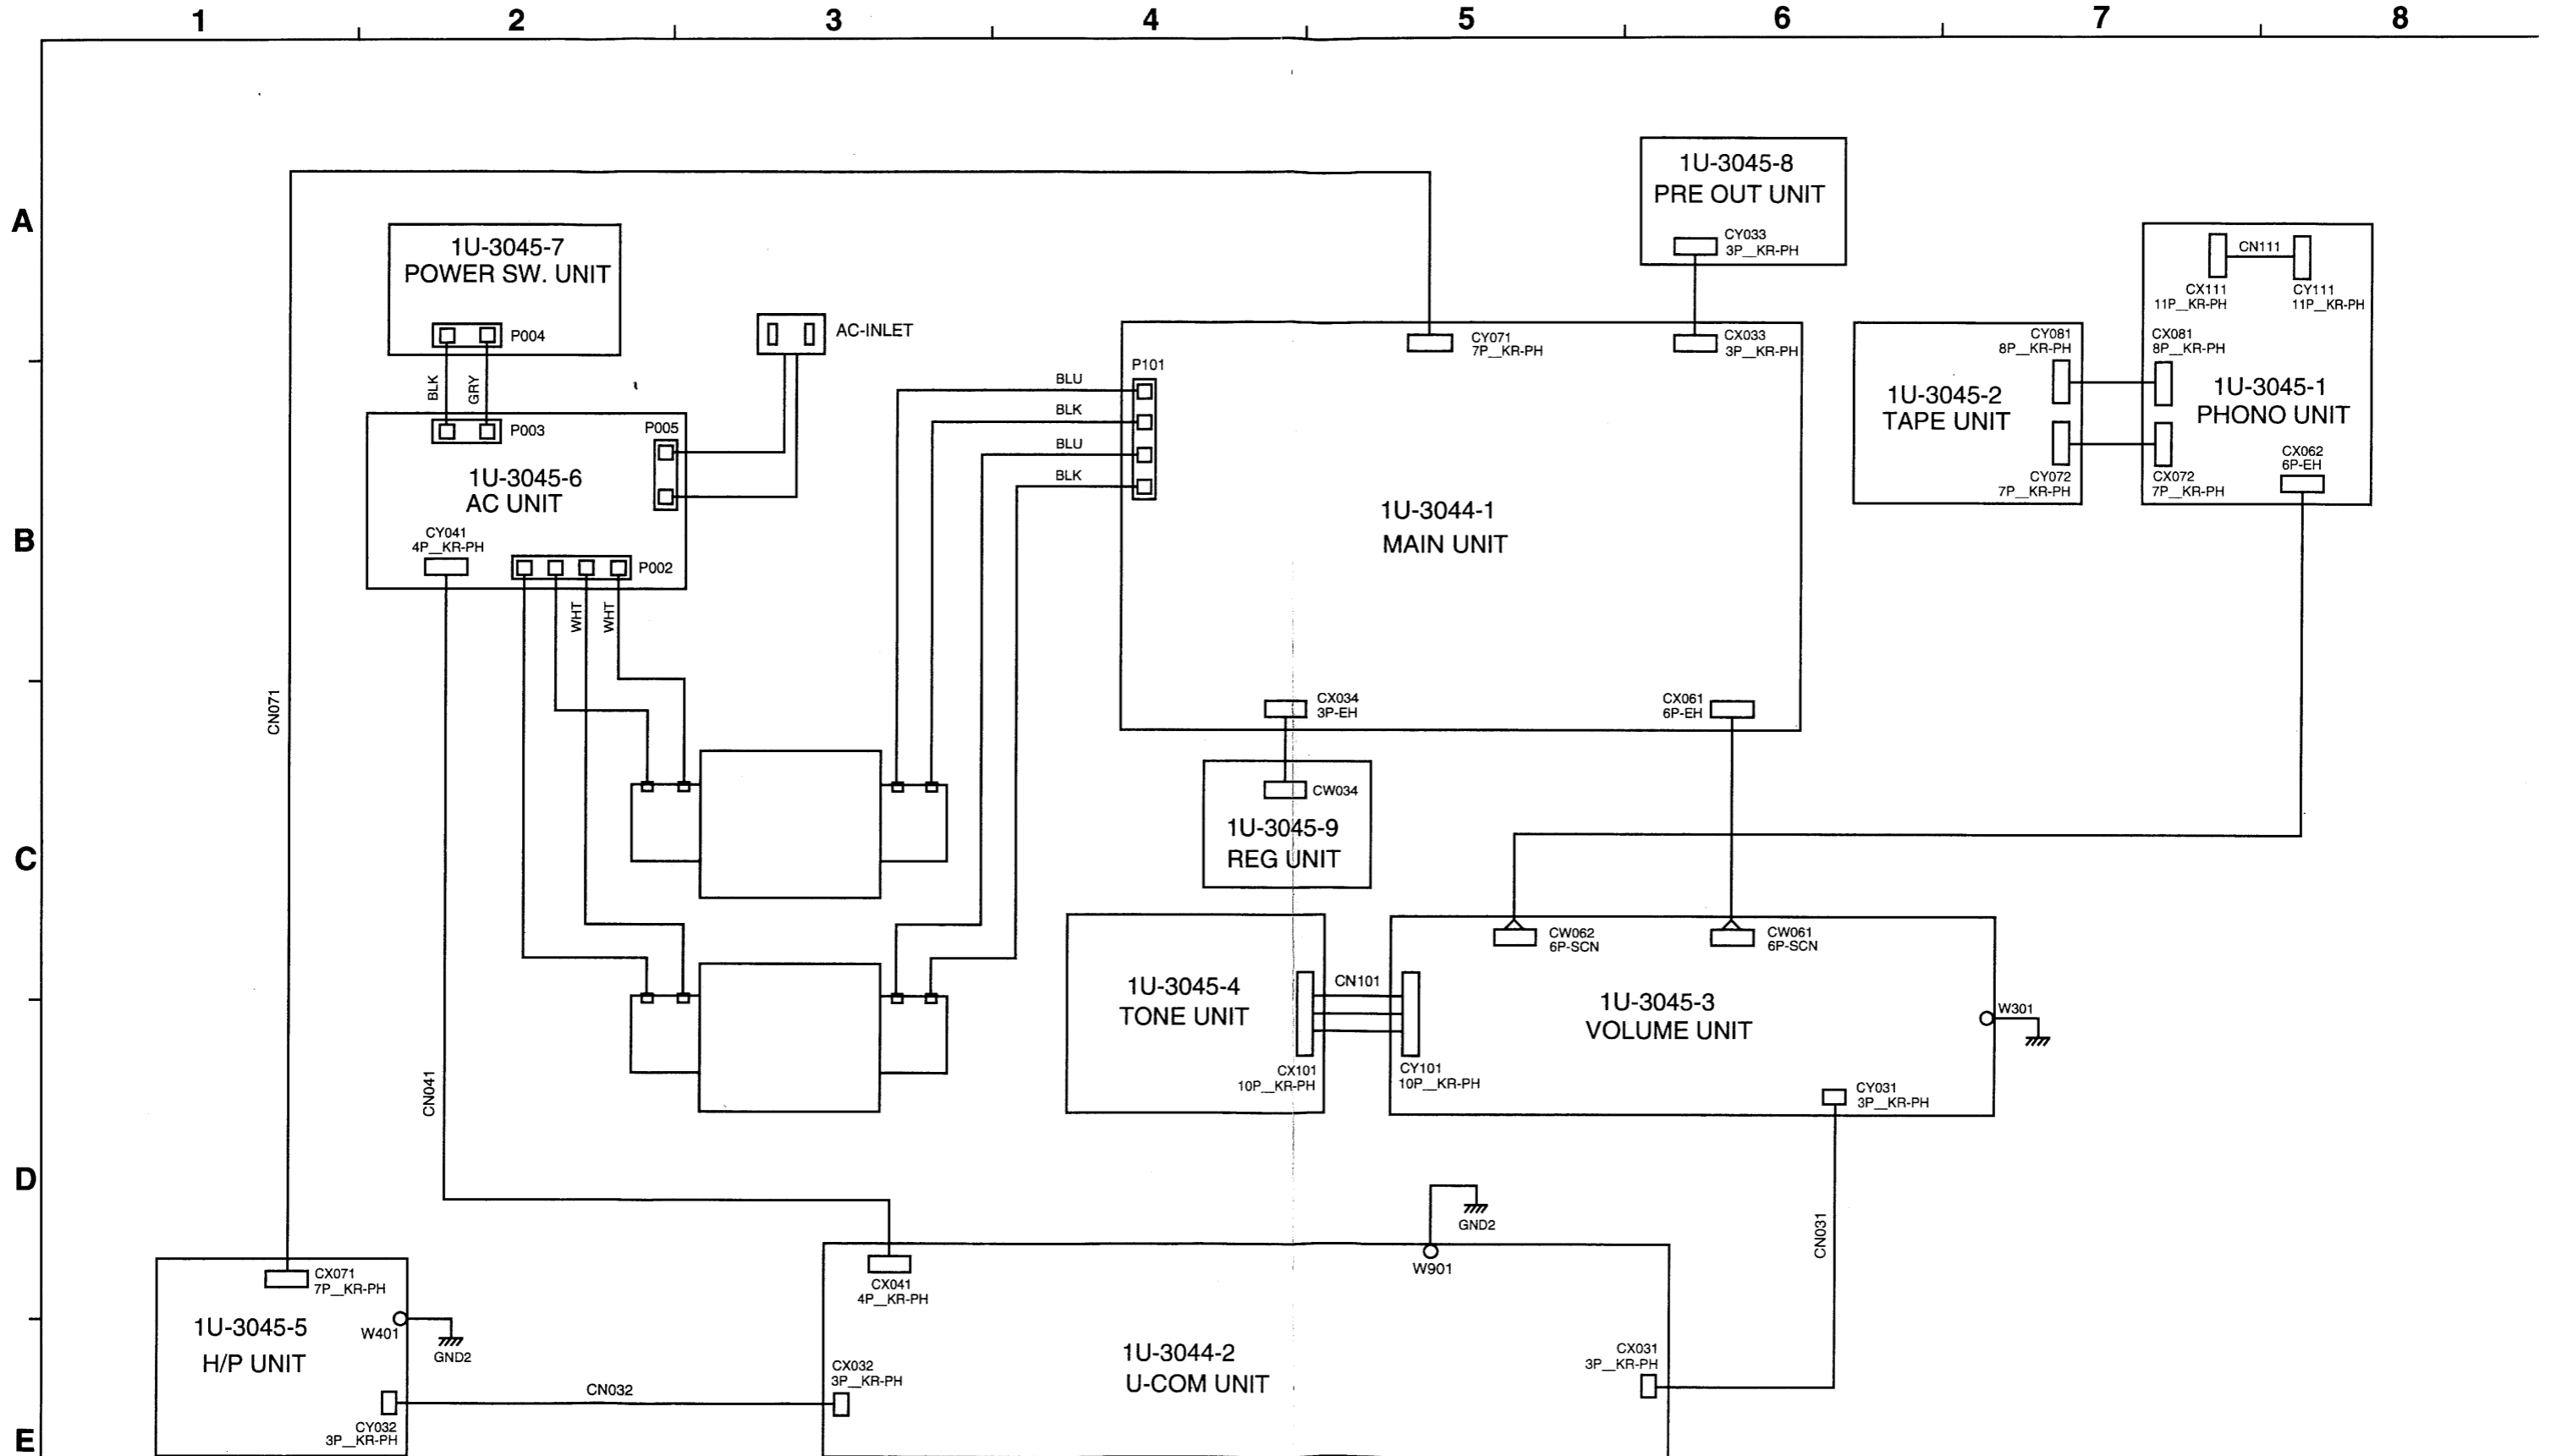 1 2 3 4 5 6 7 8
A
B
C
D
E
1U-3045-7
POWER SW. UNIT
P004
BLK
GRY
AC-INLET
P003
P005
1U-3045-6
AC UNIT
CY041
4P__KR-PH
P002
WHT
WHT
CN071
CN041
1U-3045-8
PRE OUT UNIT
CY033
3P__KR-PH
CY071
7P__KR-PH
CX033
3P__KR-PH
P101
BLU
BLK
BLU
BLK
1U-3044-1
MAIN UNIT
CX034
3P-EH
CX061
6P-EH
CN111
CX111
11P__KR-PH
CY111
11P__KR-PH
CY081
8P__KR-PH
CX081
8P__KR-PH
1U-3045-2
TAPE UNIT
1U-3045-1
PHONO UNIT
CX062
6P-EH
CY072
7P__KR-PH
CX072
7P__KR-PH
CW034
1U-3045-9
REG UNIT
1U-3045-4
TONE UNIT
CN101
CX101
10P__KR-PH
CY101
10P__KR-PH
CW062
6P-SCN
CW061
6P-SCN
1U-3045-3
VOLUME UNIT
W301
CY031
3P__KR-PH
CN031
GND2
W901
CX071
7P__KR-PH
1U-3045-5
H/P UNIT
W401
GND2
CY032
3P__KR-PH
CN032
CX041
4P__KR-PH
CX032
3P__KR-PH
1U-3044-2
U-COM UNIT
CX031
3P__KR-PH